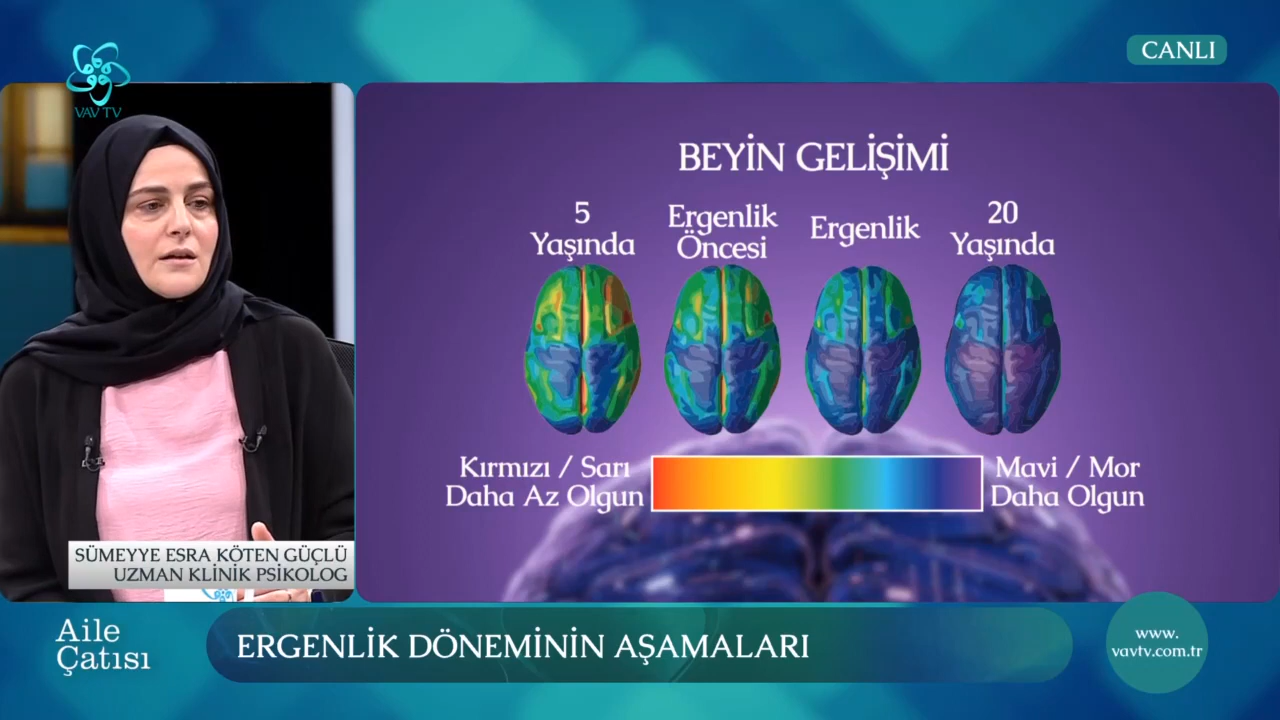 VAV TV
CANLI
BEYİN GELİŞİMİ
5
Yaşında
Ergenlik
Öncesi
Ergenlik
20
Yaşında
Kırmızı / Sarı
Daha Az Olgun
Mavi / Mor
Daha Olgun
SÜMEYYE ESRA KÖTEN GÜÇLÜ
UZMAN KLİNİK PSİKOLOG
Aile
Çatısı
ERGENLİK DÖNEMİNİN AŞAMALARI
www.
vavtv.com.tr